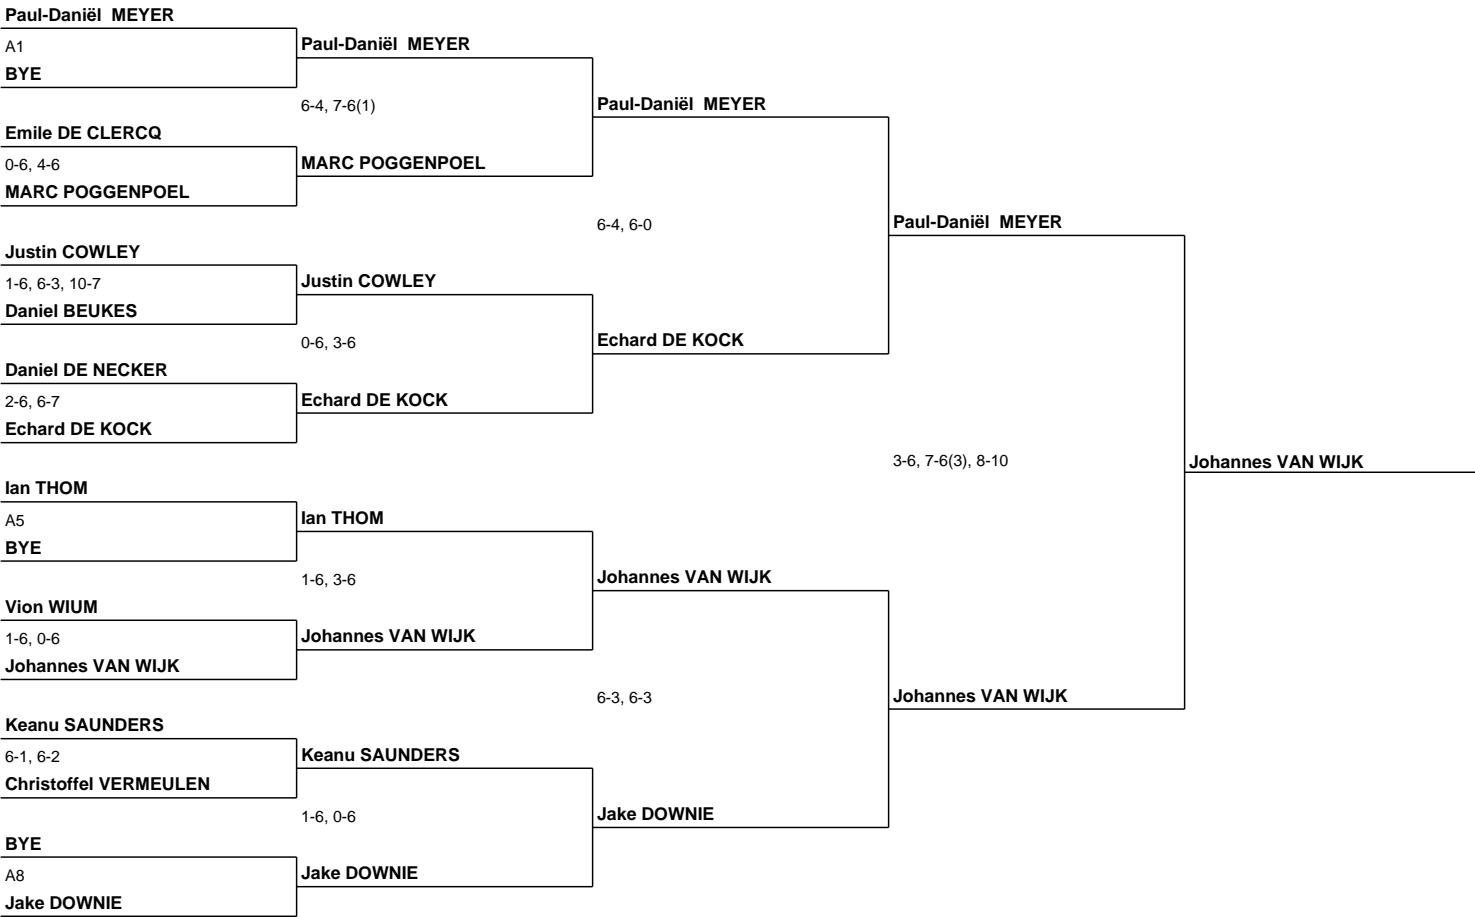 Paul-Daniël  MEYER
A1
BYE
Emile DE CLERCQ
0-6, 4-6
MARC POGGENPOEL
Justin COWLEY
1-6, 6-3, 10-7
Daniel BEUKES
Daniel DE NECKER
2-6, 6-7
Echard DE KOCK
Ian THOM
A5
BYE
Vion WIUM
1-6, 0-6
Johannes VAN WIJK
Keanu SAUNDERS
6-1, 6-2
Christoffel VERMEULEN
BYE
A8
Jake DOWNIE
Paul-Daniël  MEYER
6-4, 7-6(1)
MARC POGGENPOEL
Justin COWLEY
0-6, 3-6
Echard DE KOCK
Ian THOM
1-6, 3-6
Johannes VAN WIJK
Keanu SAUNDERS
1-6, 0-6
Jake DOWNIE
Paul-Daniël  MEYER
6-4, 6-0
Echard DE KOCK
Johannes VAN WIJK
6-3, 6-3
Jake DOWNIE
Paul-Daniël  MEYER
3-6, 7-6(3), 8-10
Johannes VAN WIJK
Johannes VAN WIJK